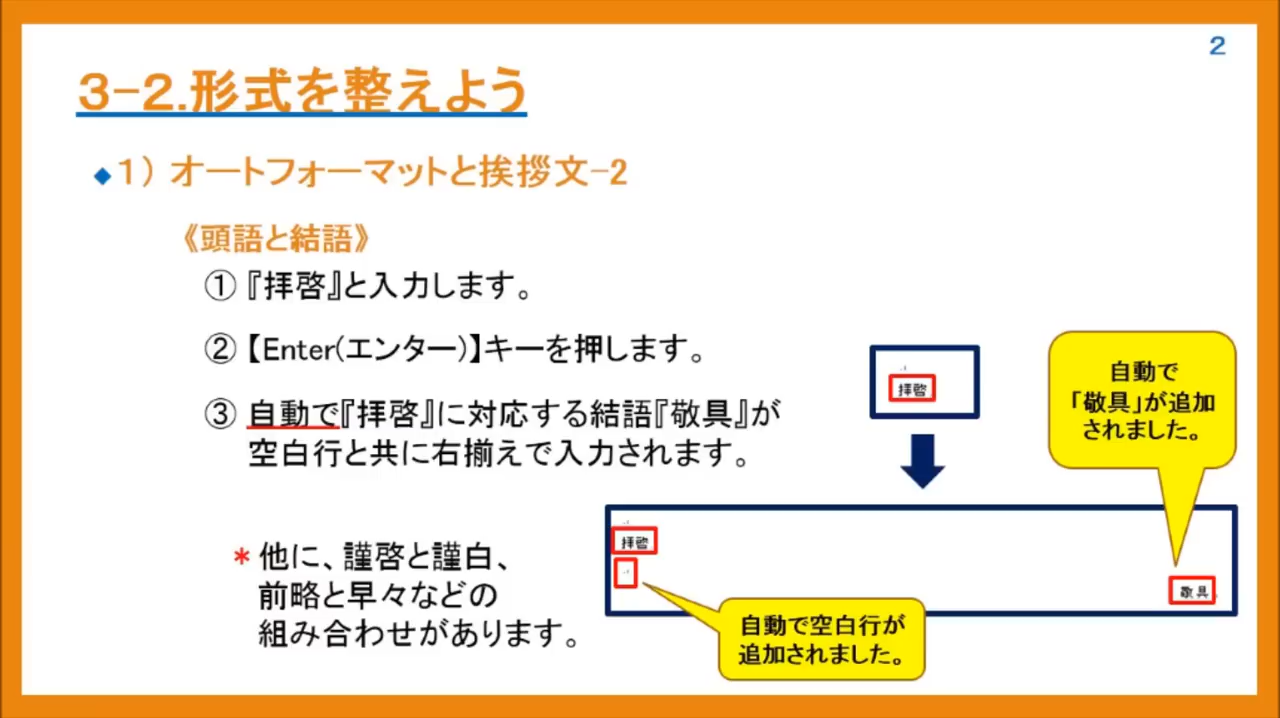 2
3-2.形式を整えよう
◆1) オートフォーマットと挨拶文-2
《頭語と結語》
① 『拝啓』と入力します。
② 【Enter(エンター)】キーを押します。
③ 自動で『拝啓』に対応する結語『敬具』が
空白行と共に右揃えで入力されます。
* 他に、謹啓と謹白、
前略と早々などの
組み合わせがあります。
拝啓
自動で
「敬具」が追加
されました。
拝啓
敬具
自動で空白行が
追加されました。